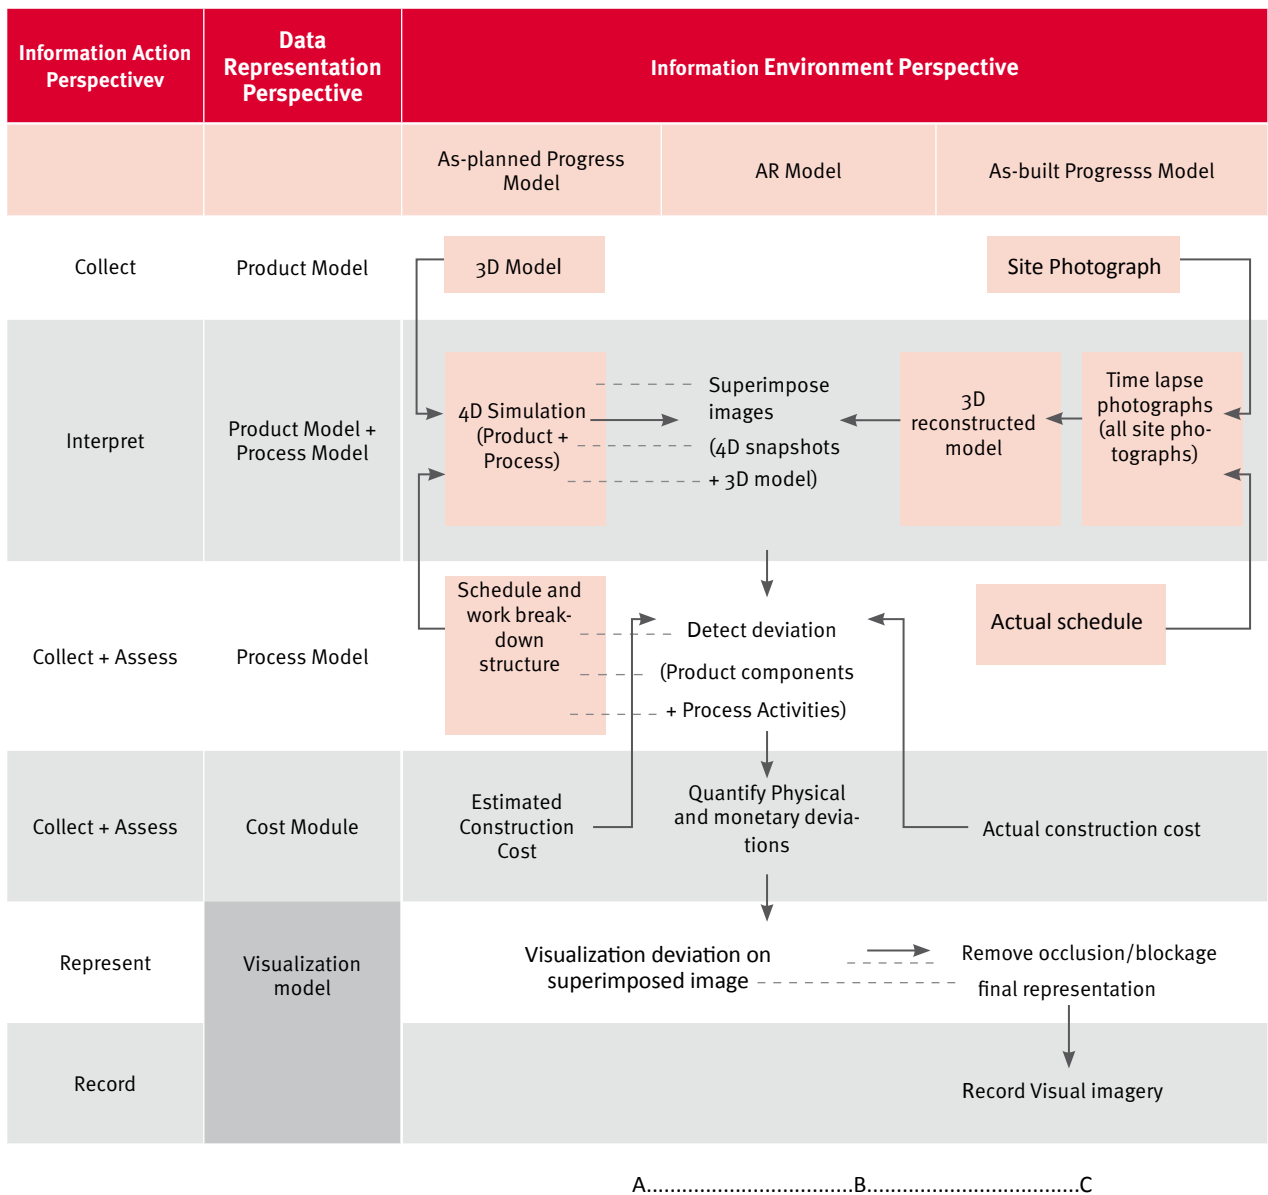 Information Action
Perspectivev
Data
Representation
Perspective
Information Environment Perspective
As-planned Progress
Model
AR Model
As-built Progresss Model
Collect
Product Model
3D Model
Site Photograph
Interpret
Product Model +
Process Model
4D Simulation
(Product +
Process)
Superimpose
images
(4D snapshots
+ 3D model)
3D
reconstructed
model
Time lapse
photographs
(all site pho-
tographs)
Collect + Assess
Process Model
Schedule and
work break-
down
structure
Detect deviation
(Product components
+ Process Activities)
Actual schedule
Collect + Assess
Cost Module
Estimated
Construction
Cost
Quantify Physical
and monetary devia-
tions
Actual construction cost
Represent
Visualization
model
Visualization deviation on
superimposed image
Remove occlusion/blockage
final representation
Record
Record Visual imagery
A..................................B...................................C